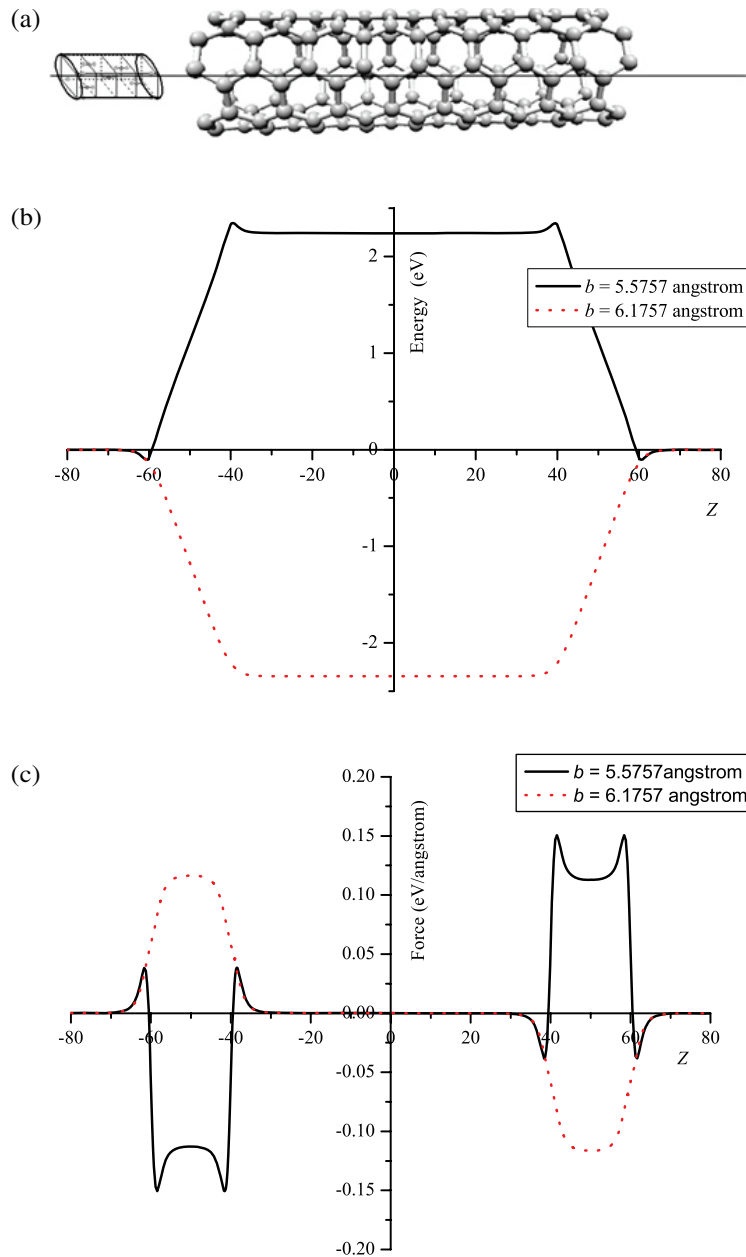 (a)
(b)
2
1
0
-1
-2
Energy (eV)
b = 5.5757 angstrom
b = 6.1757 angstrom
-80 -60 -40 -20 0 20 40 60 80
Z
(c)
0.20
0.15
0.10
0.05
0.00
-0.05
-0.10
-0.15
-0.20
Force (eV/angstrom)
b = 5.5757angstrom
b = 6.1757 angstrom
-80 -60 -40 -20 0 20 40 60 80
Z